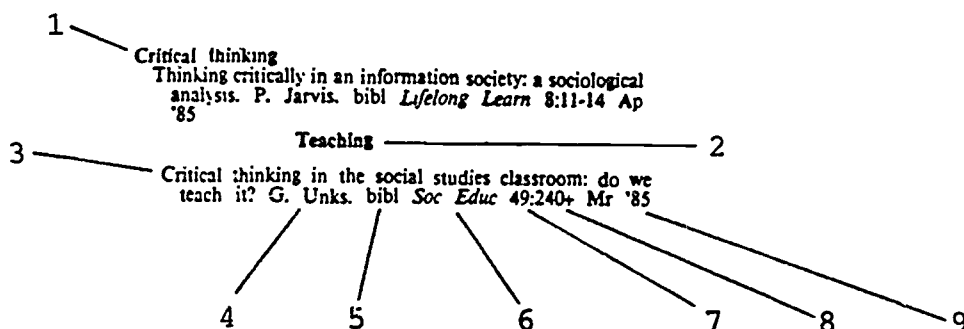 1
Critical thinking
Thinking critically in an information society: a sociological
analysis. P. Jarvis. bibl Lifelong Learn 8:11-14 Ap
'85
Teaching 2
3
Critical thinking in the social studies classroom: do we
teach it? G. Unks. bibl Soc Educ 49:240+ Mr '85
4 5 6 7 8 9